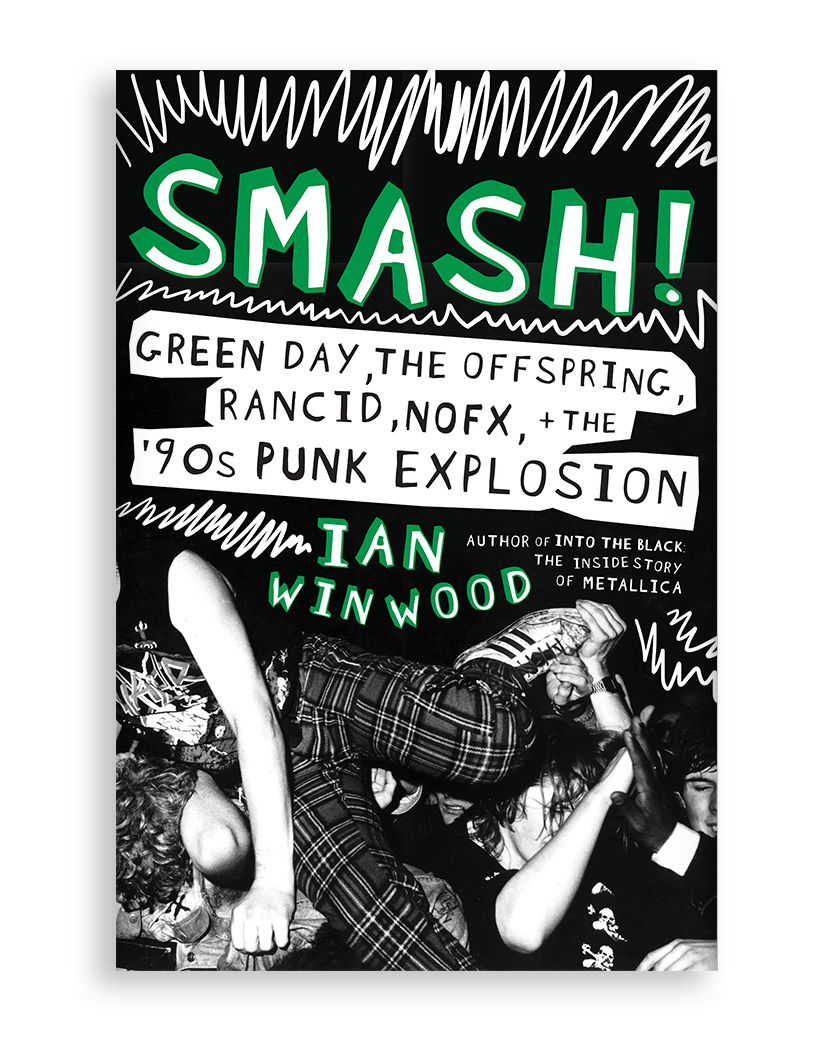 SMASH!
GREEN DAY, THE OFFSPRING,
RANCID, NOFX, + THE
'90s PUNK EXPLOSION
IAN
WINWOOD
AUTHOR OF INTO THE BLACK:
THE INSIDE STORY
OF METALLICA